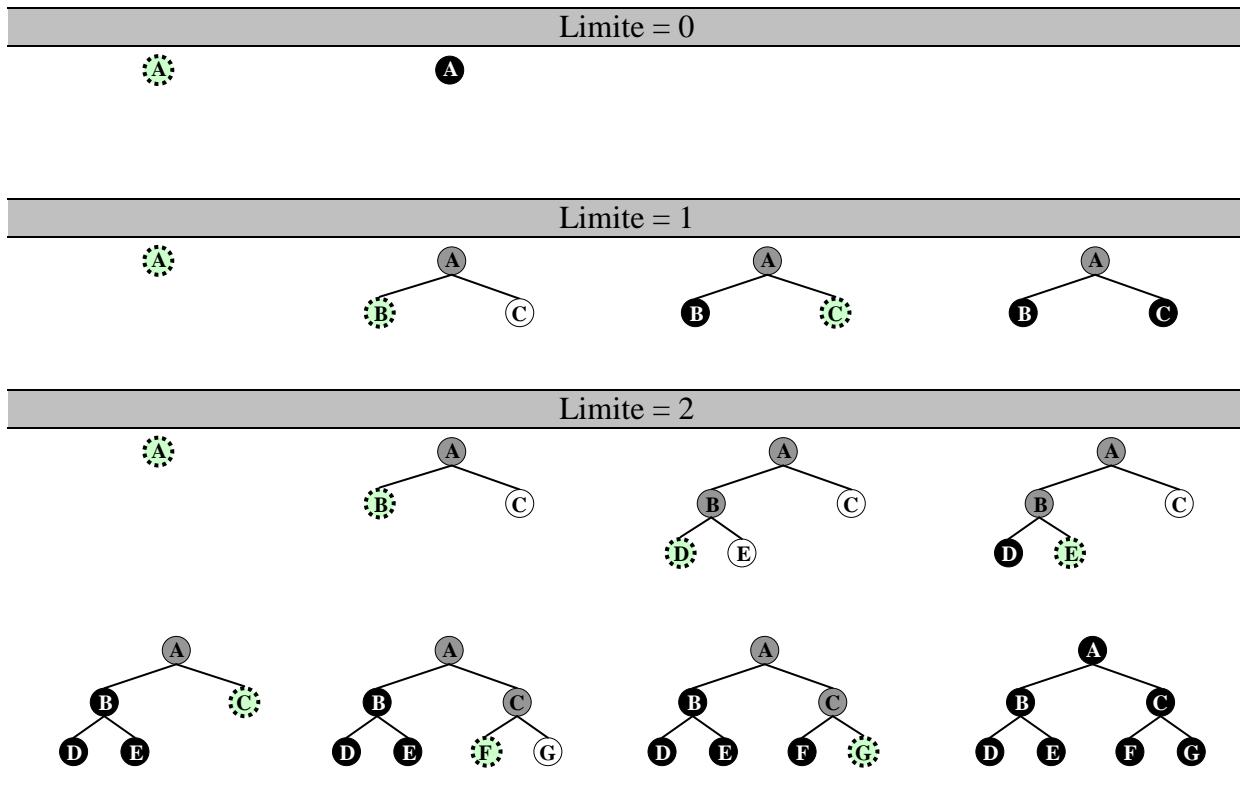 Limite = 0
A A
Limite = 1
A A A A
B C B C B C
Limite = 2
A A A A
B C B C B C
D E D E
A A A A
B C B C B C B C
D E D E F G D E F G D E F G